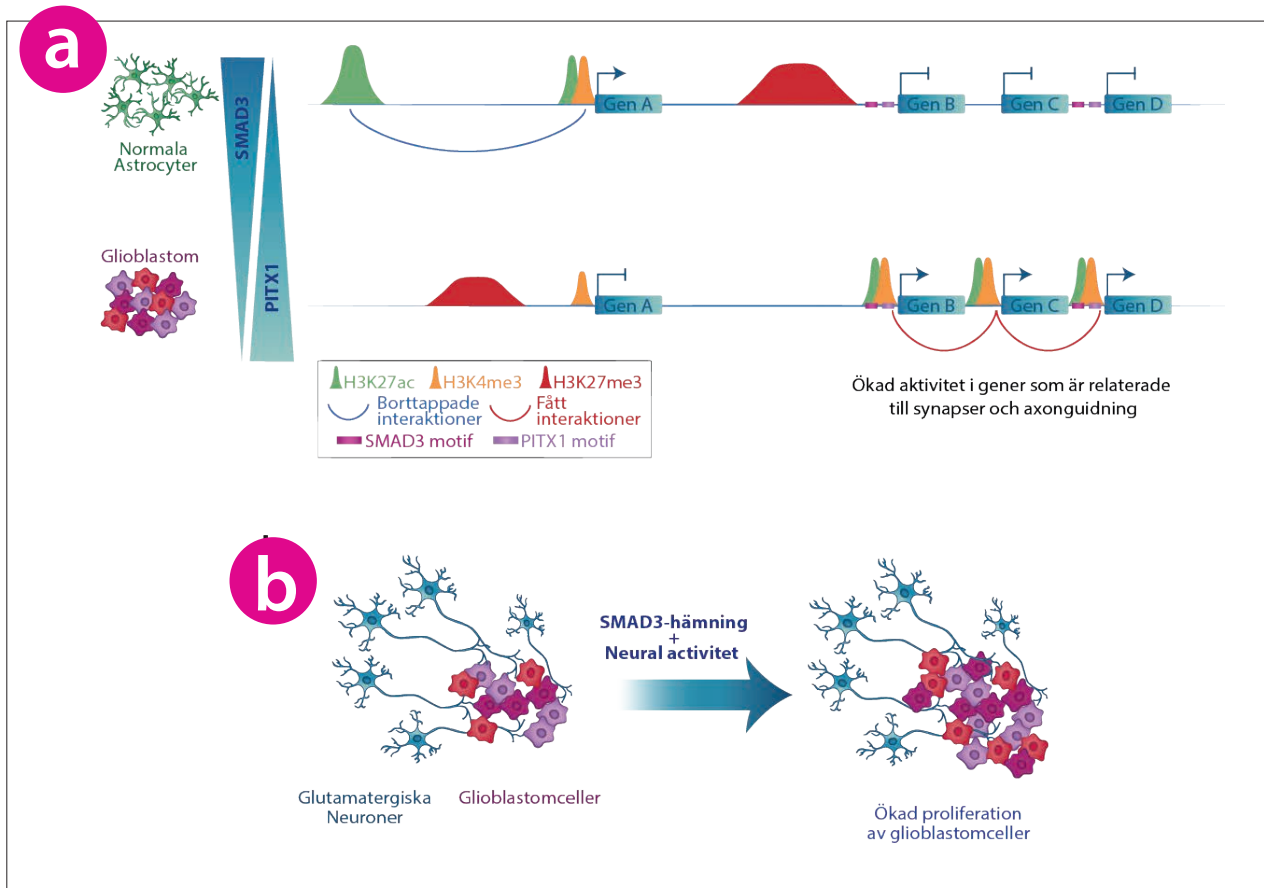 a
Normala
Astrocyter
SMAD3
Gen A
Gen B
Gen C
Gen D
Glioblastom
PITX1
Gen A
Gen B
Gen C
Gen D
H3K27ac
H3K4me3
H3K27me3
Borttappade
interaktioner
Fått
interaktioner
SMAD3 motif
PITX1 motif
Ökad aktivitet i gener som är relaterade
till synapser och axonguidning
b
SMAD3-hämning
+
Neural activitet
Glutamatergiska
Neuroner
Glioblastomceller
Ökad proliferation
av glioblastomceller